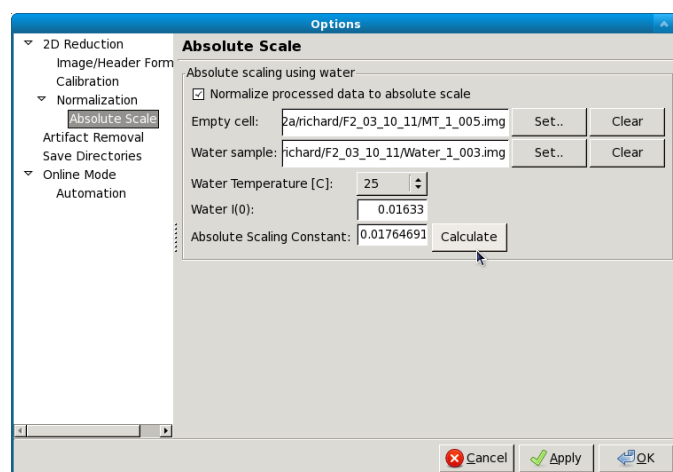 Options
2D Reduction
Image/Header Form
Calibration
Normalization
Absolute Scale
Artifact Removal
Save Directories
Online Mode
Automation
Absolute Scale
Absolute scaling using water
Normalize processed data to absolute scale
Empty cell: 2a/richard/F2_03_10_11/MT_1_005.img Set.. Clear
Water sample: richard/F2_03_10_11/Water_1_003.img Set.. Clear
Water Temperature [C]: 25
Water I(0): 0.01633
Absolute Scaling Constant: 0.01764691 Calculate
Cancel Apply OK